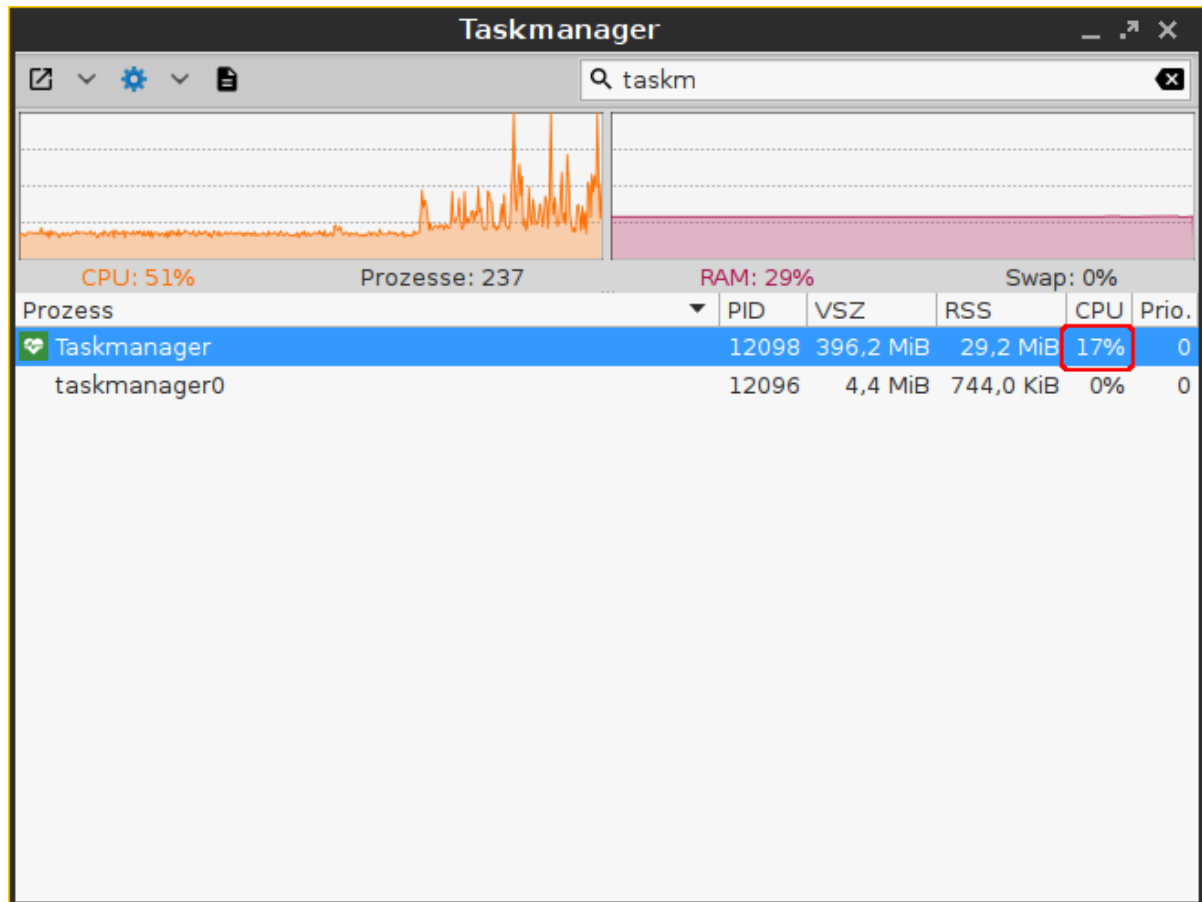 Taskmanager
taskm
CPU: 51% Prozesse: 237 RAM: 29% Swap: 0%
Prozess PID VSZ RSS CPU Prio.
Taskmanager 12098 396,2 MiB 29,2 MiB 17% 0
taskmanager0 12096 4,4 MiB 744,0 KiB 0% 0